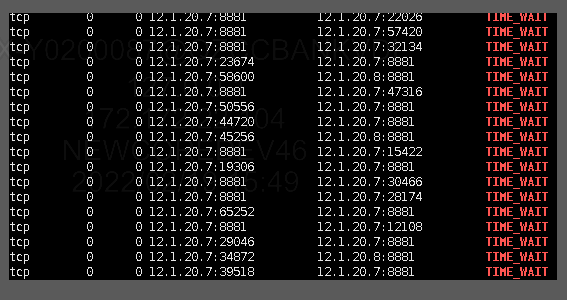 tcp 0 0 12.1.20.7:8881 12.1.20.7:22026 TIME_WAIT
tcp 0 0 12.1.20.7:8881 12.1.20.7:57420 TIME_WAIT
tcp 0 0 12.1.20.7:8881 12.1.20.7:32134 TIME_WAIT
tcp 0 0 12.1.20.7:23674 12.1.20.7:8881 TIME_WAIT
tcp 0 0 12.1.20.7:58600 12.1.20.8:8881 TIME_WAIT
tcp 0 0 12.1.20.7:8881 12.1.20.7:47316 TIME_WAIT
tcp 0 0 12.1.20.7:50556 12.1.20.7:8881 TIME_WAIT
tcp 0 0 12.1.20.7:44720 12.1.20.7:8881 TIME_WAIT
tcp 0 0 12.1.20.7:45256 12.1.20.8:8881 TIME_WAIT
tcp 0 0 12.1.20.7:8881 12.1.20.7:15422 TIME_WAIT
tcp 0 0 12.1.20.7:19306 12.1.20.7:8881 TIME_WAIT
tcp 0 0 12.1.20.7:8881 12.1.20.7:30466 TIME_WAIT
tcp 0 0 12.1.20.7:8881 12.1.20.7:28174 TIME_WAIT
tcp 0 0 12.1.20.7:65252 12.1.20.7:8881 TIME_WAIT
tcp 0 0 12.1.20.7:8881 12.1.20.7:12108 TIME_WAIT
tcp 0 0 12.1.20.7:29046 12.1.20.7:8881 TIME_WAIT
tcp 0 0 12.1.20.7:34872 12.1.20.8:8881 TIME_WAIT
tcp 0 0 12.1.20.7:39518 12.1.20.7:8881 TIME_WAIT